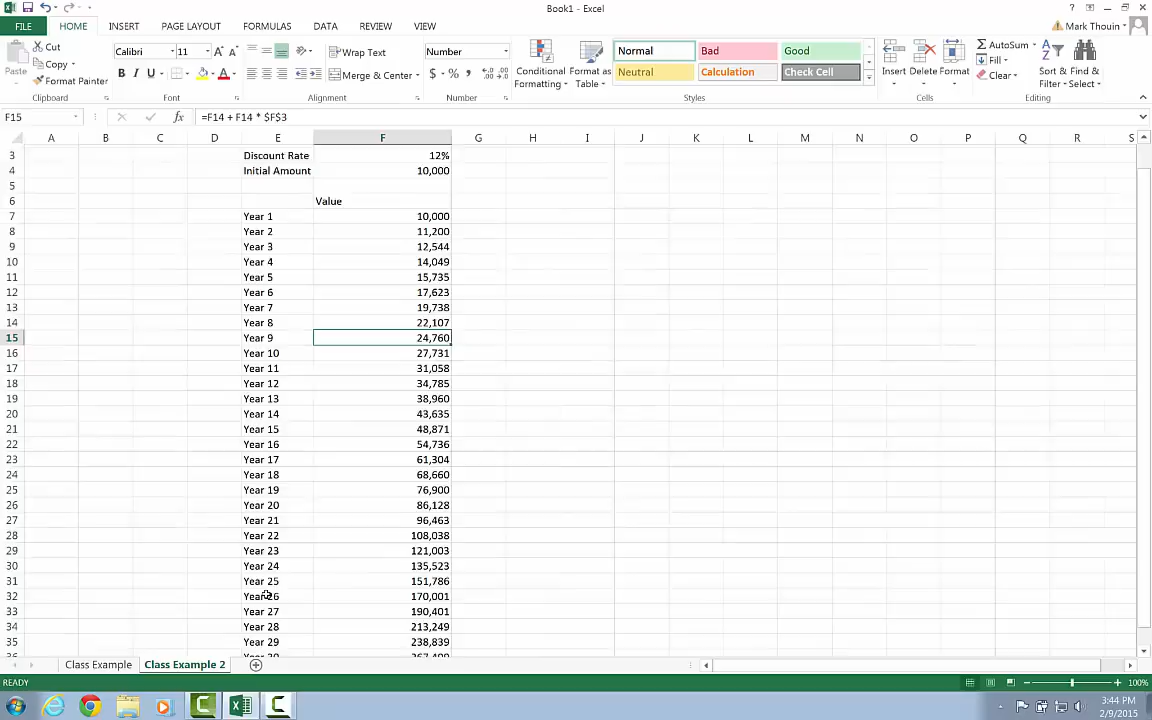 Book1 - Excel
FILE HOME INSERT PAGE LAYOUT FORMULAS DATA REVIEW VIEW Mark Thouin
Paste Cut Copy Format Painter Clipboard
Calibri 11 B I U Font
Wrap Text Merge & Center Alignment
Number $ % Number
Conditional Formatting Format as Table Normal Bad Good Neutral Calculation Check Cell Styles
Insert Delete Format Cells
AutoSum Fill Clear Sort & Filter Find & Select Editing
F15 fx =F14 + F14 * $F$3
A B C D E F G H I J K L M N O P Q R S
3 Discount Rate 12%
4 Initial Amount 10,000
5
6 Value
7 Year 1 10,000
8 Year 2 11,200
9 Year 3 12,544
10 Year 4 14,049
11 Year 5 15,735
12 Year 6 17,623
13 Year 7 19,738
14 Year 8 22,107
15 Year 9 24,760
16 Year 10 27,731
17 Year 11 31,058
18 Year 12 34,785
19 Year 13 38,960
20 Year 14 43,635
21 Year 15 48,871
22 Year 16 54,736
23 Year 17 61,304
24 Year 18 68,660
25 Year 19 76,900
26 Year 20 86,128
27 Year 21 96,463
28 Year 22 108,038
29 Year 23 121,003
30 Year 24 135,523
31 Year 25 151,786
32 Year 26 170,001
33 Year 27 190,401
34 Year 28 213,249
35 Year 29 238,839
Class Example Class Example 2
READY 100%
3:44 PM
2/9/2015